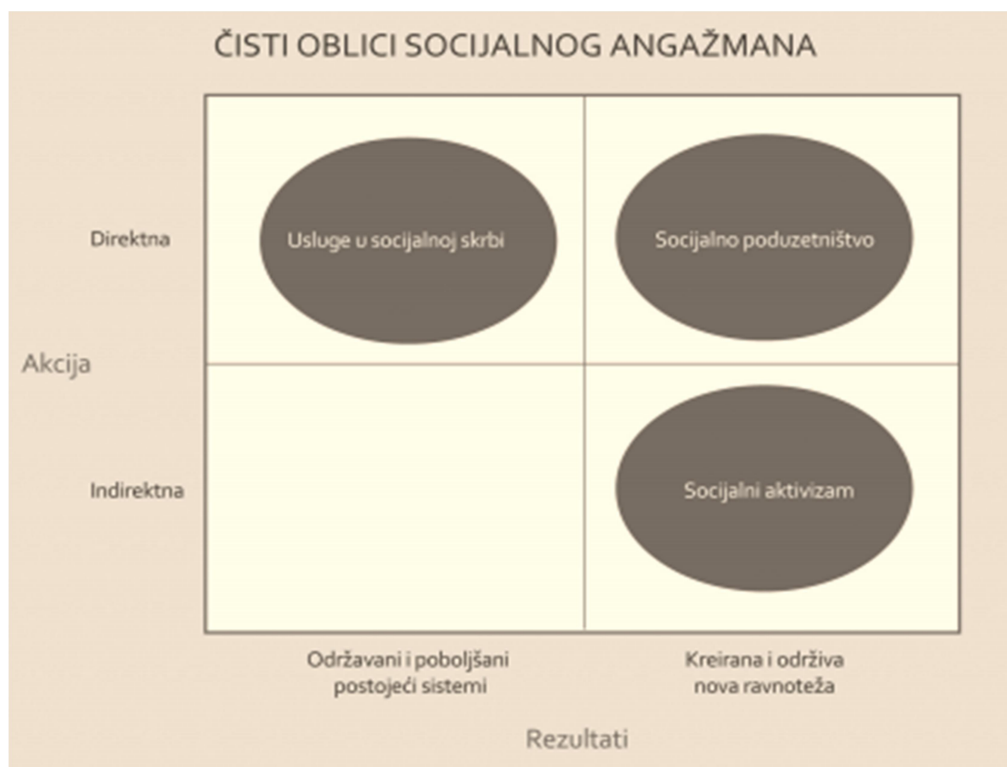 ČISTI OBLICI SOCIJALNOG ANGAŽMANA
Direktna
Usluge u socijalnoj skrbi
Socijalno poduzetništvo
Akcija
Indirektna
Socijalni aktivizam
Održavani i poboljšani
postojeći sistemi
Kreirana i održiva
nova ravnoteža
Rezultati